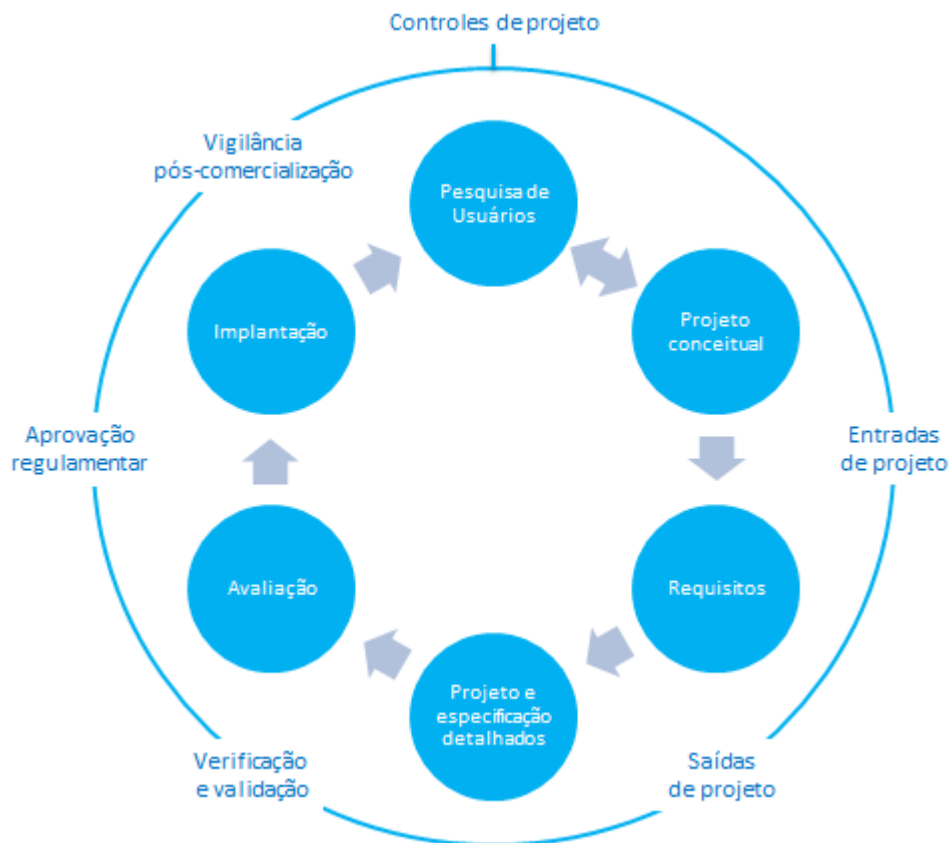 Controles de projeto
Vigilância
pós-comercialização
Pesquisa de
Usuários
Implantação
Projeto
conceitual
Aprovação
regulamentar
Entradas
de projeto
Avaliação
Requisitos
Projeto e
especificação
detalhados
Verificação
e validação
Saídas
de projeto